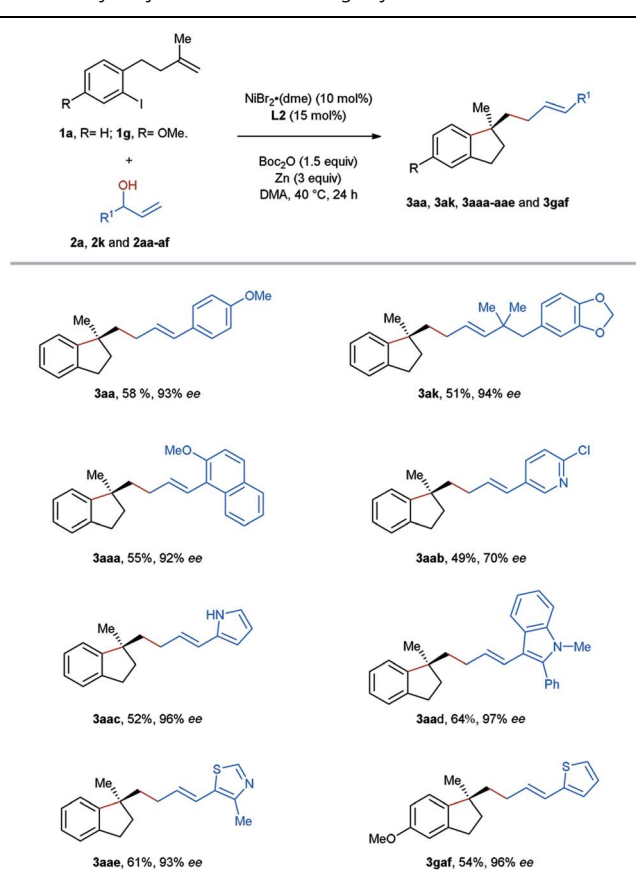 Me
R
I
1a, R= H; 1g, R= OMe.
+
OH
R¹
2a, 2k and 2aa-af
NiBr₂•(dme) (10 mol%)
L2 (15 mol%)
Boc₂O (1.5 equiv)
Zn (3 equiv)
DMA, 40 °C, 24 h
Me
R¹
R
3aa, 3ak, 3aaa-aae and 3gaf
Me
OMe
3aa, 58 %, 93% ee
Me
Me
Me
O
O
3ak, 51%, 94% ee
MeO
Me
3aaa, 55%, 92% ee
Me
Cl
N
3aab, 49%, 70% ee
HN
Me
3aac, 52%, 96% ee
Me
N
Me
Ph
3aad, 64%, 97% ee
Me
S
N
Me
3aae, 61%, 93% ee
Me
S
MeO
3gaf, 54%, 96% ee